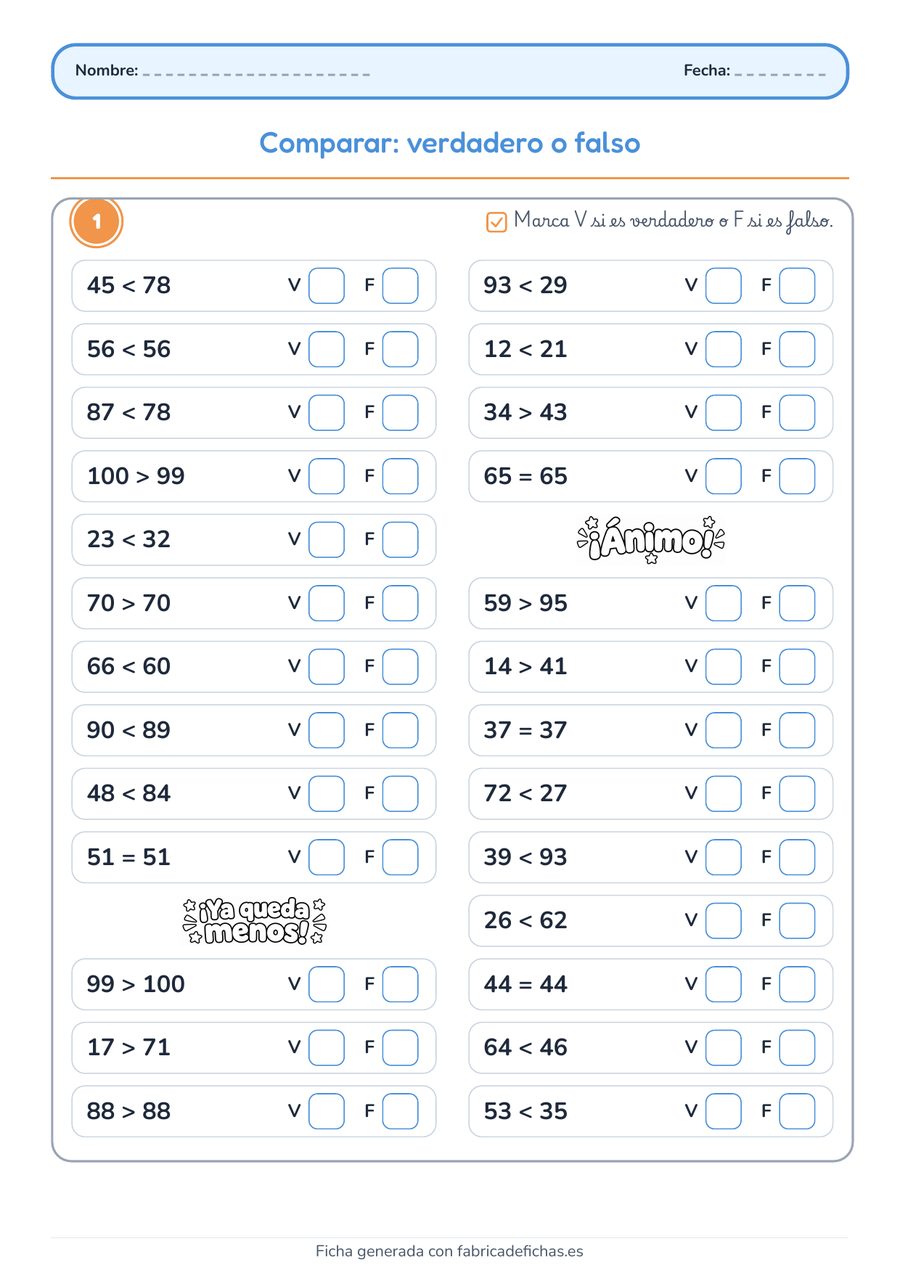 Nombre: Fecha:
Comparar: verdadero o falso
1
Marca V si es verdadero o F si es falso.
45 < 78 V F
56 < 56 V F
87 < 78 V F
100 > 99 V F
23 < 32 V F
70 > 70 V F
66 < 60 V F
90 < 89 V F
48 < 84 V F
51 = 51 V F
¡Ya queda
menos!
99 > 100 V F
17 > 71 V F
88 > 88 V F
93 < 29 V F
12 < 21 V F
34 > 43 V F
65 = 65 V F
¡Ánimo!
59 > 95 V F
14 > 41 V F
37 = 37 V F
72 < 27 V F
39 < 93 V F
26 < 62 V F
44 = 44 V F
64 < 46 V F
53 < 35 V F
Ficha generada con fabricadefichas.es